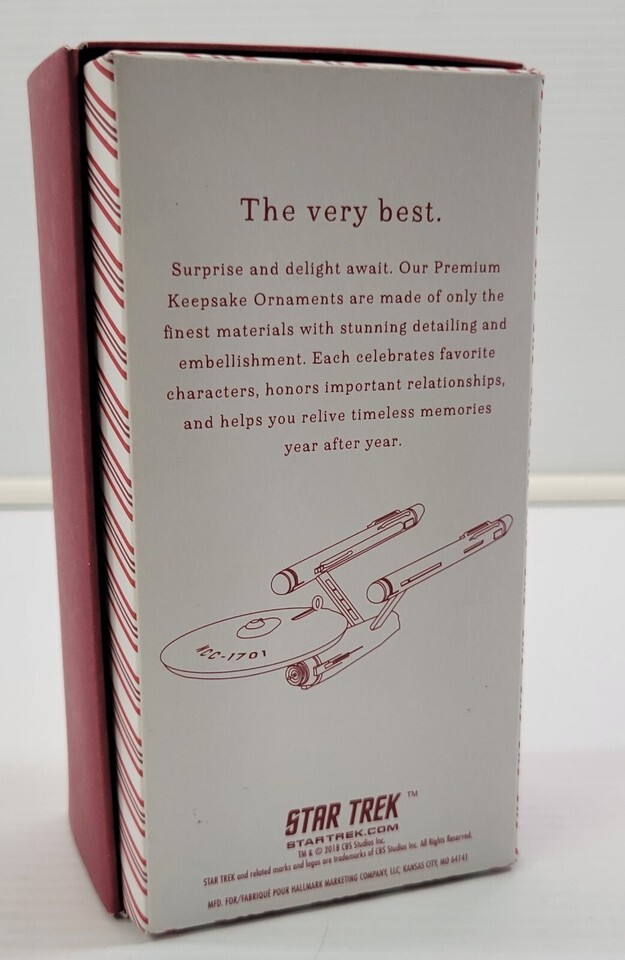 The very best.
Surprise and delight await. Our Premium
Keepsake Ornaments are made of only the
finest materials with stunning detailing and
embellishment. Each celebrates favorite
characters, honors important relationships,
and helps you relive timeless memories
year after year.
NCC-1701
STAR TREK ™
STARTREK.COM
TM & © 2018 CBS Studios Inc.
STAR TREK and related marks and logos are trademarks of CBS Studios Inc. All Rights Reserved.
MFD. FOR/FABRIQUÉ POUR HALLMARK MARKETING COMPANY, LLC, KANSAS CITY, MO 64141